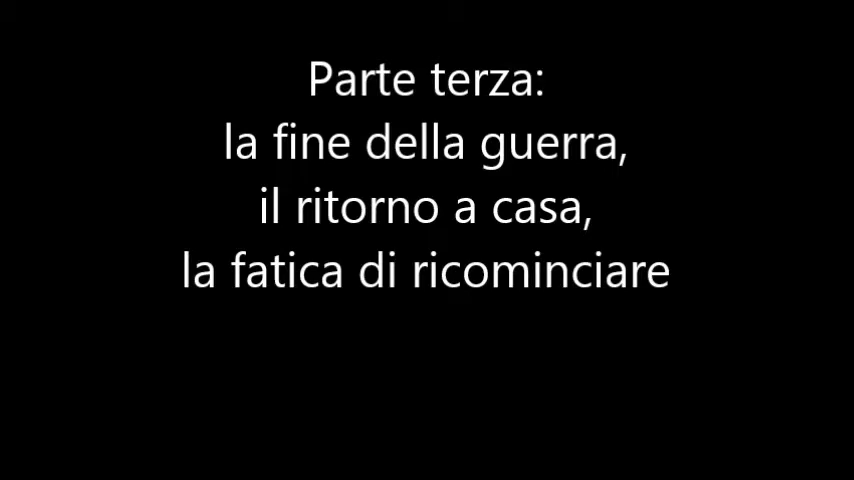 Parte terza:
la fine della guerra,
il ritorno a casa,
la fatica di ricominciare